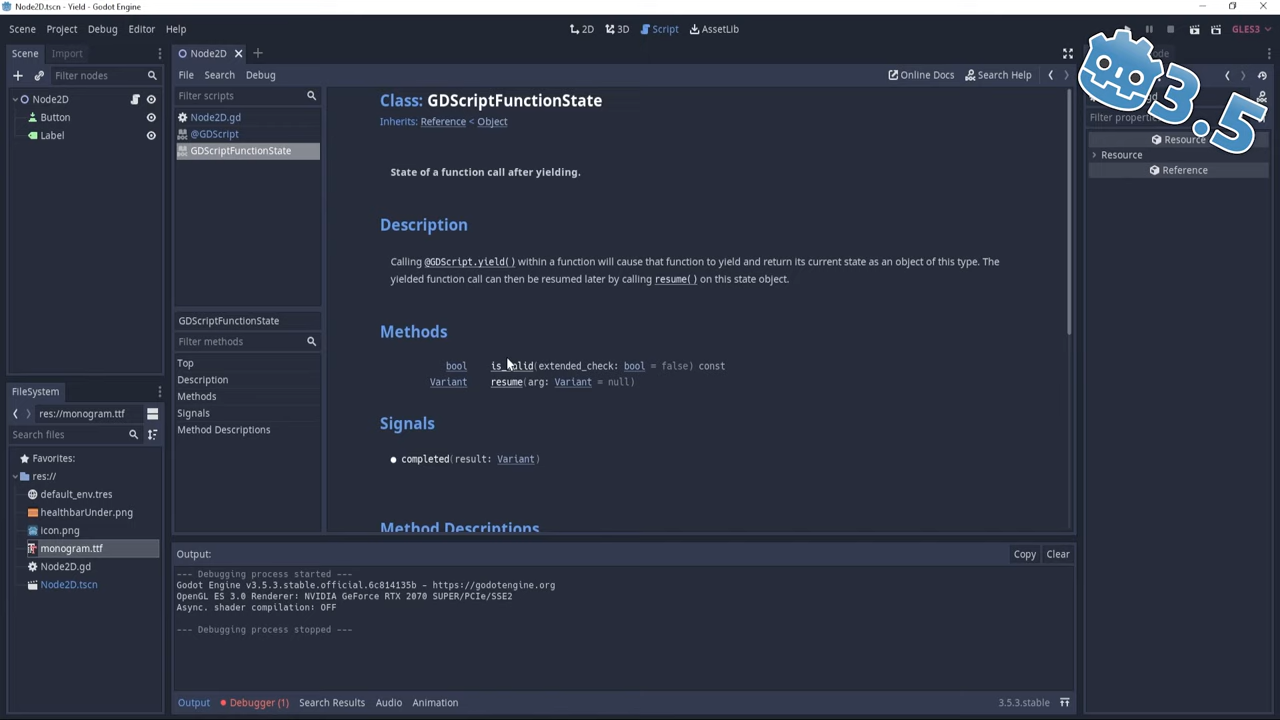 Node2D.tscn - Yield - Godot Engine
Scene Project Debug Editor Help
2D 3D Script AssetLib
GLES3
Scene Import
Node2D
Filter nodes
Node2D
Button
Label
File Search Debug
Online Docs Search Help
Filter scripts
Node2D.gd
@GDScript
GDScriptFunctionState
GDScriptFunctionState
Filter methods
Top
Description
Methods
Signals
Method Descriptions
Class: GDScriptFunctionState
Inherits: Reference < Object
State of a function call after yielding.
Description
Calling @GDScript.yield() within a function will cause that function to yield and return its current state as an object of this type. The
yielded function call can then be resumed later by calling resume() on this state object.
Methods
bool is_valid(extended_check: bool = false) const
Variant resume(arg: Variant = null)
Signals
completed(result: Variant)
Method Descriptions
3.5
Resource
Resource
Reference
FileSystem
res://monogram.ttf
Search files
Favorites:
res://
default_env.tres
healthbarUnder.png
icon.png
monogram.ttf
Node2D.gd
Node2D.tscn
Output:
Copy Clear
--- Debugging process started ---
Godot Engine v3.5.3.stable.official.6c814135b - https://godotengine.org
OpenGL ES 3.0 Renderer: NVIDIA GeForce RTX 2070 SUPER/PCIe/SSE2
Async. shader compilation: OFF
--- Debugging process stopped ---
Output Debugger (1) Search Results Audio Animation
3.5.3.stable